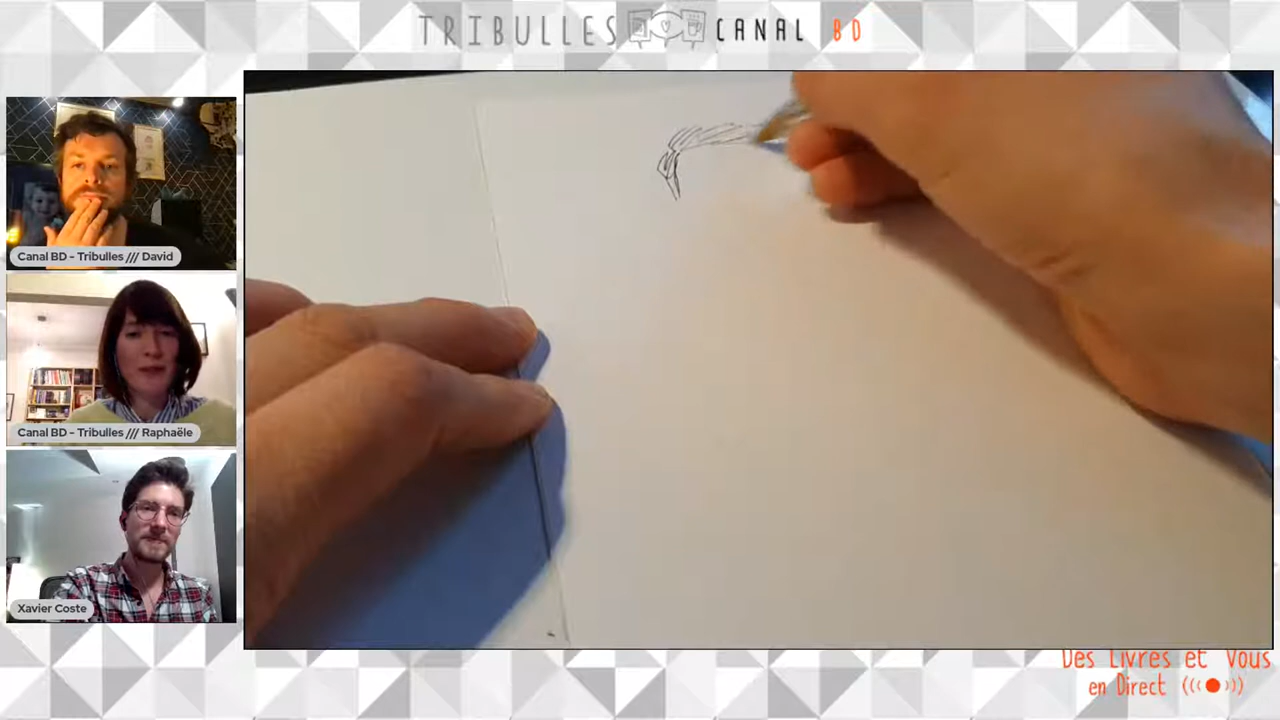 TRIBULLES CANAL BD
Canal BD - Tribulles /// David
Canal BD - Tribulles /// Raphaële
Xavier Coste
Des Livres et Vous
en Direct